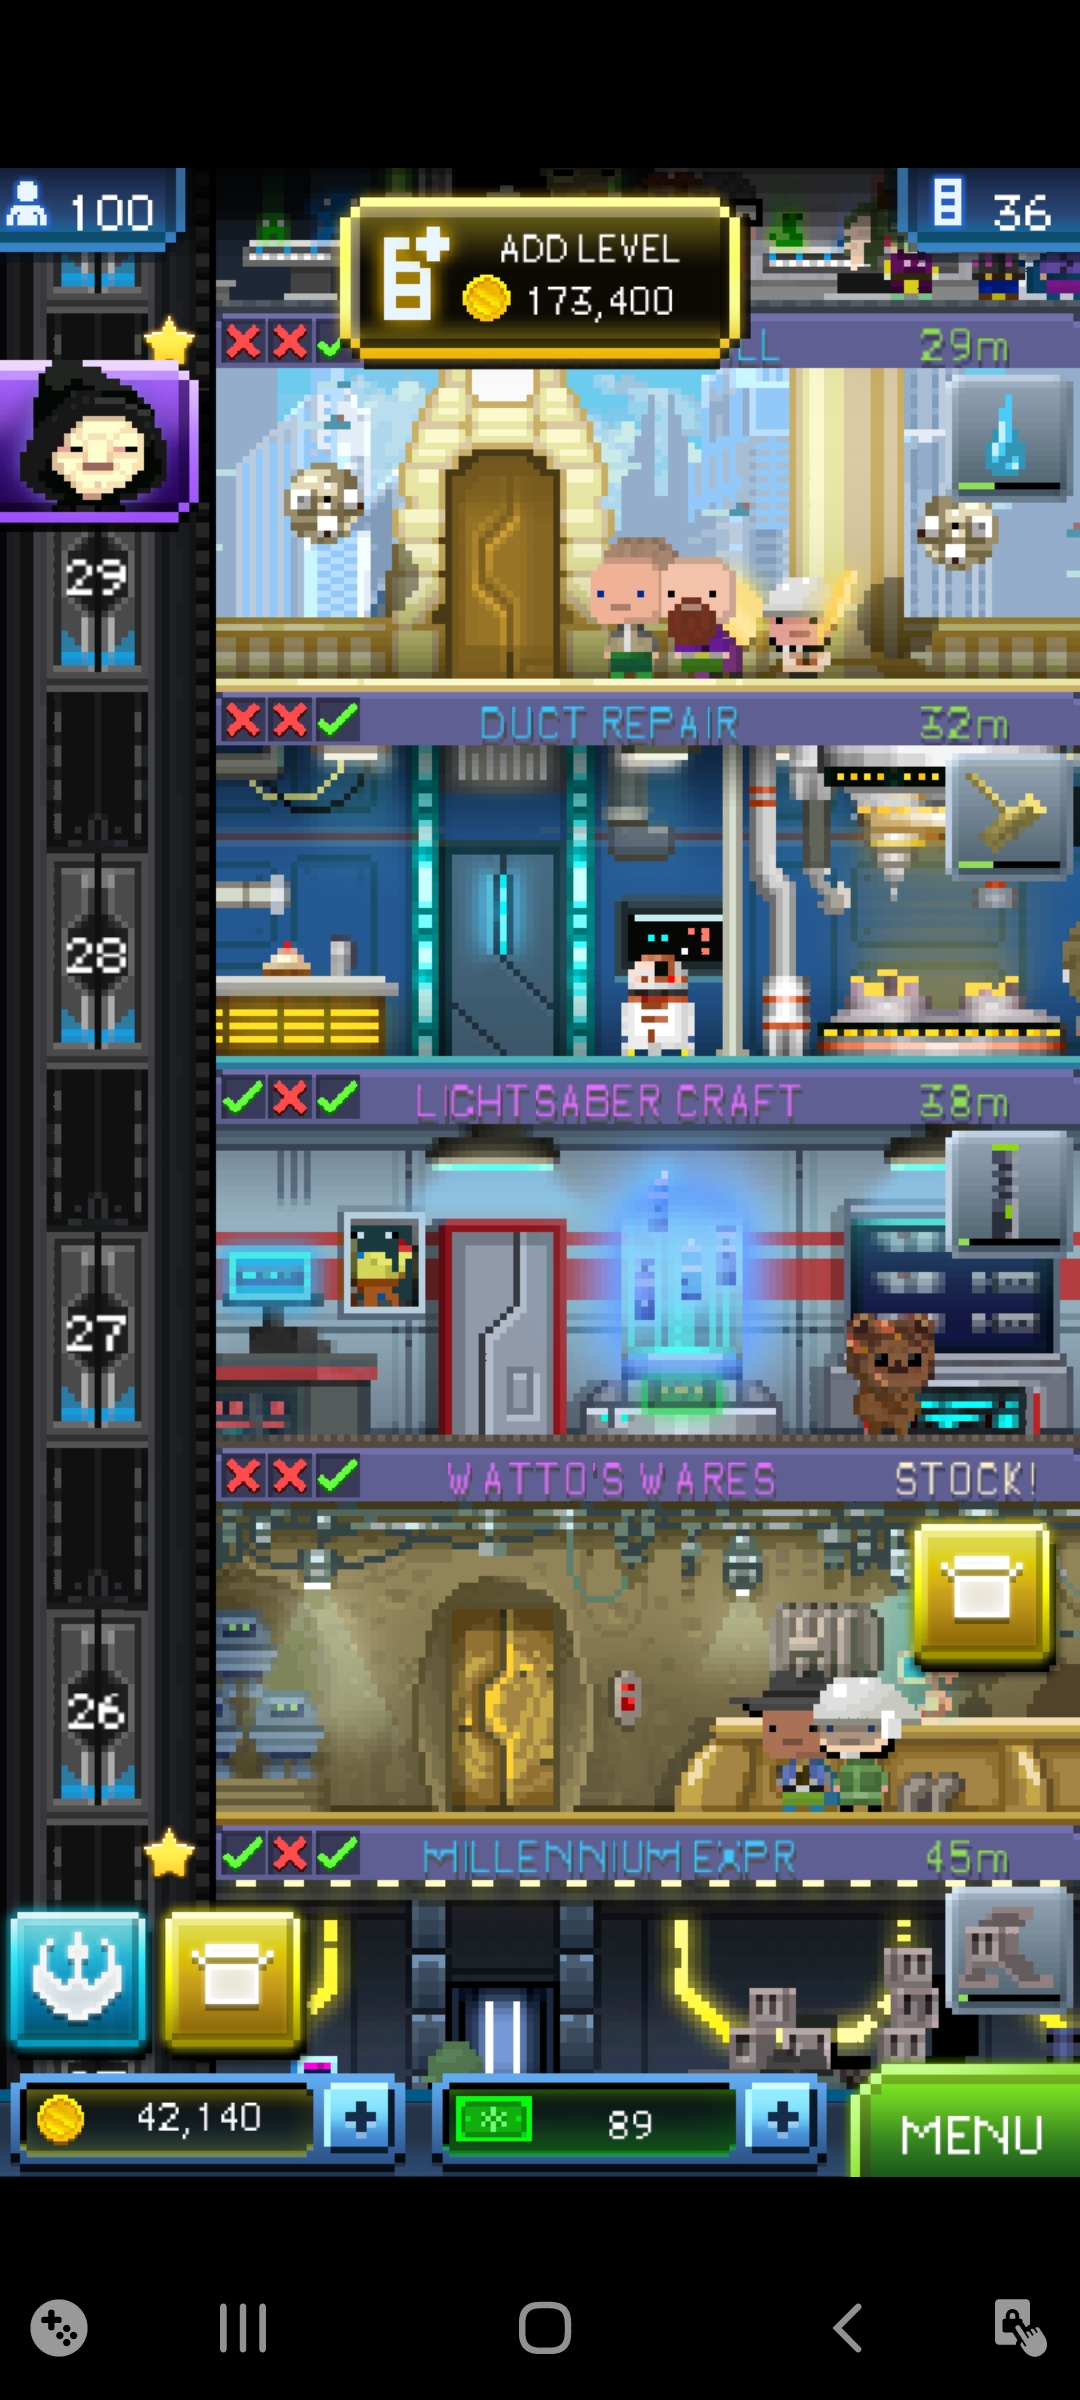 100
36
ADD LEVEL
173,400
LL 29m
29
DUCT REPAIR 32m
28
LIGHTSABER CRAFT 38m
27
WATTO'S WARES STOCK!
26
MILLENNIUM EXPR 45m
42,140
89
MENU